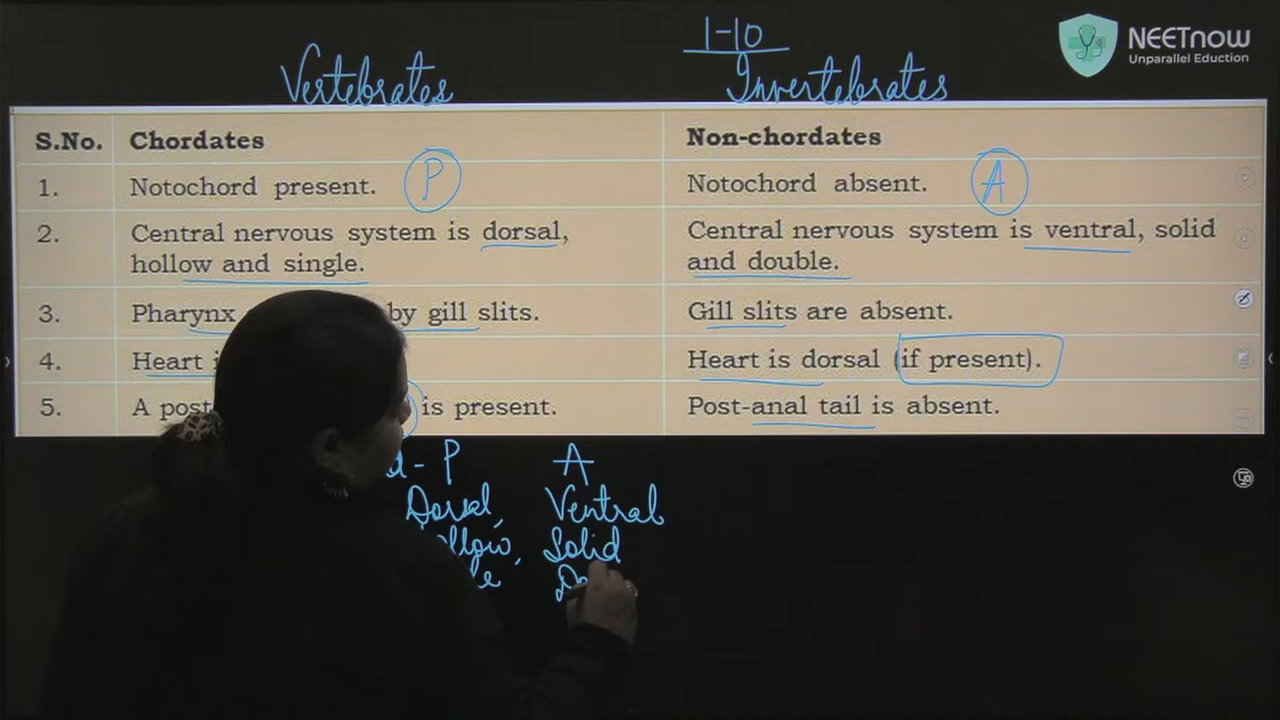 1-10
NEETnow
Unparallel Eduction
Vertebrates Invertebrates
S.No. Chordates Non-chordates
1. Notochord present. P Notochord absent. A
2. Central nervous system is dorsal, Central nervous system is ventral, solid
hollow and single. and double.
3. Pharynx by gill slits. Gill slits are absent.
4. Heart Heart is dorsal (if present).
5. A post is present. Post-anal tail is absent.
- P A
Dorsal, Ventral
Solid